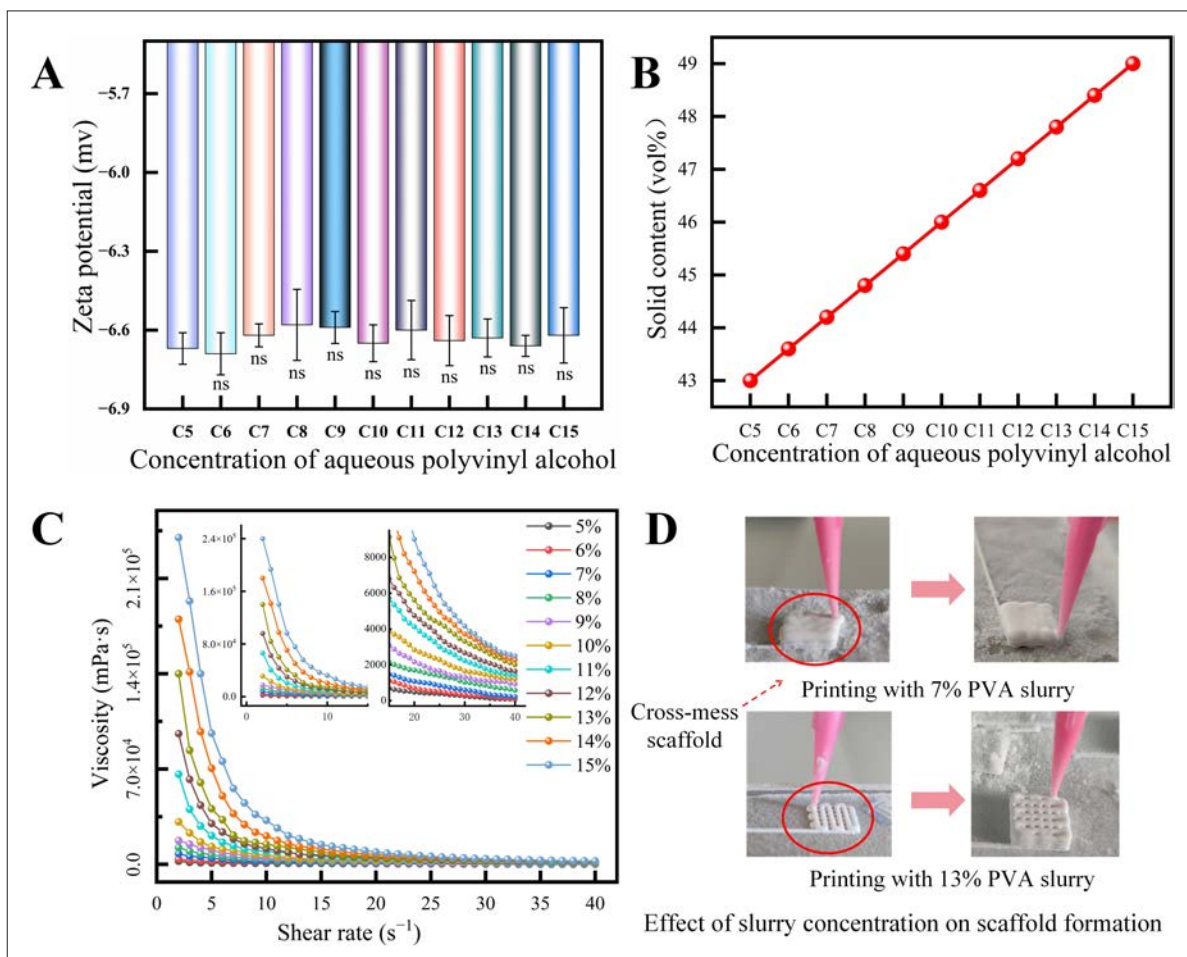 A
Zeta potential (mv)
−5.7
−6.0
−6.3
−6.6
−6.9
ns
ns
ns
ns
ns
ns
ns
ns
ns
ns
C5 C6 C7 C8 C9 C10 C11 C12 C13 C14 C15
Concentration of aqueous polyvinyl alcohol
B
Solid content (vol%)
49
48
47
46
45
44
43
C5 C6 C7 C8 C9 C10 C11 C12 C13 C14 C15
Concentration of aqueous polyvinyl alcohol
C
Viscosity (mPa·s)
2.1×10⁵
1.4×10⁵
7.0×10⁴
0.0
0 5 10 15 20 25 30 35 40
Shear rate (s⁻¹)
2.4×10⁵
1.6×10⁵
8.0×10⁴
0.0
0 10
8000
6000
4000
2000
0
20 30 40
5%
6%
7%
8%
9%
10%
11%
12%
13%
14%
15%
D
Printing with 7% PVA slurry
Cross-mess
scaffold
Printing with 13% PVA slurry
Effect of slurry concentration on scaffold formation